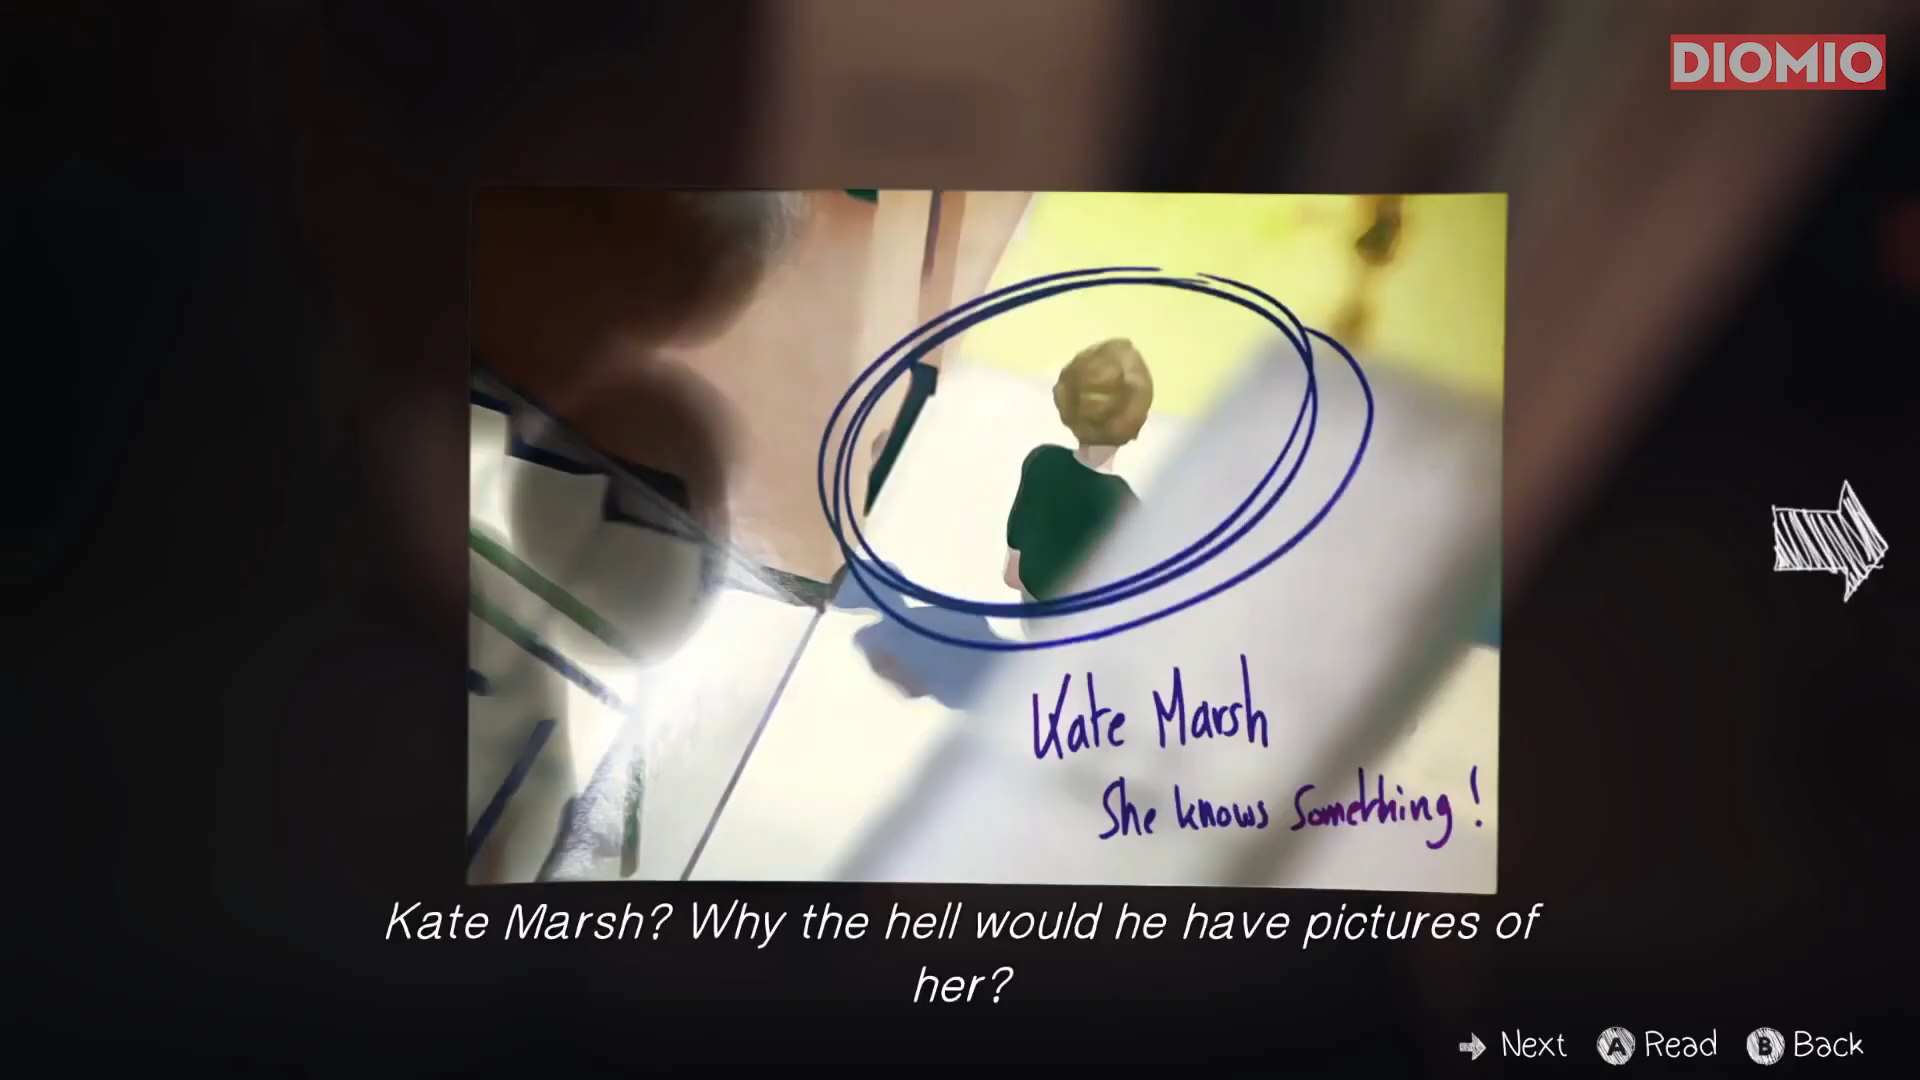 DIOMIO
Kate Marsh
She knows Something!
Kate Marsh? Why the hell would he have pictures of
her?
Next A Read B Back